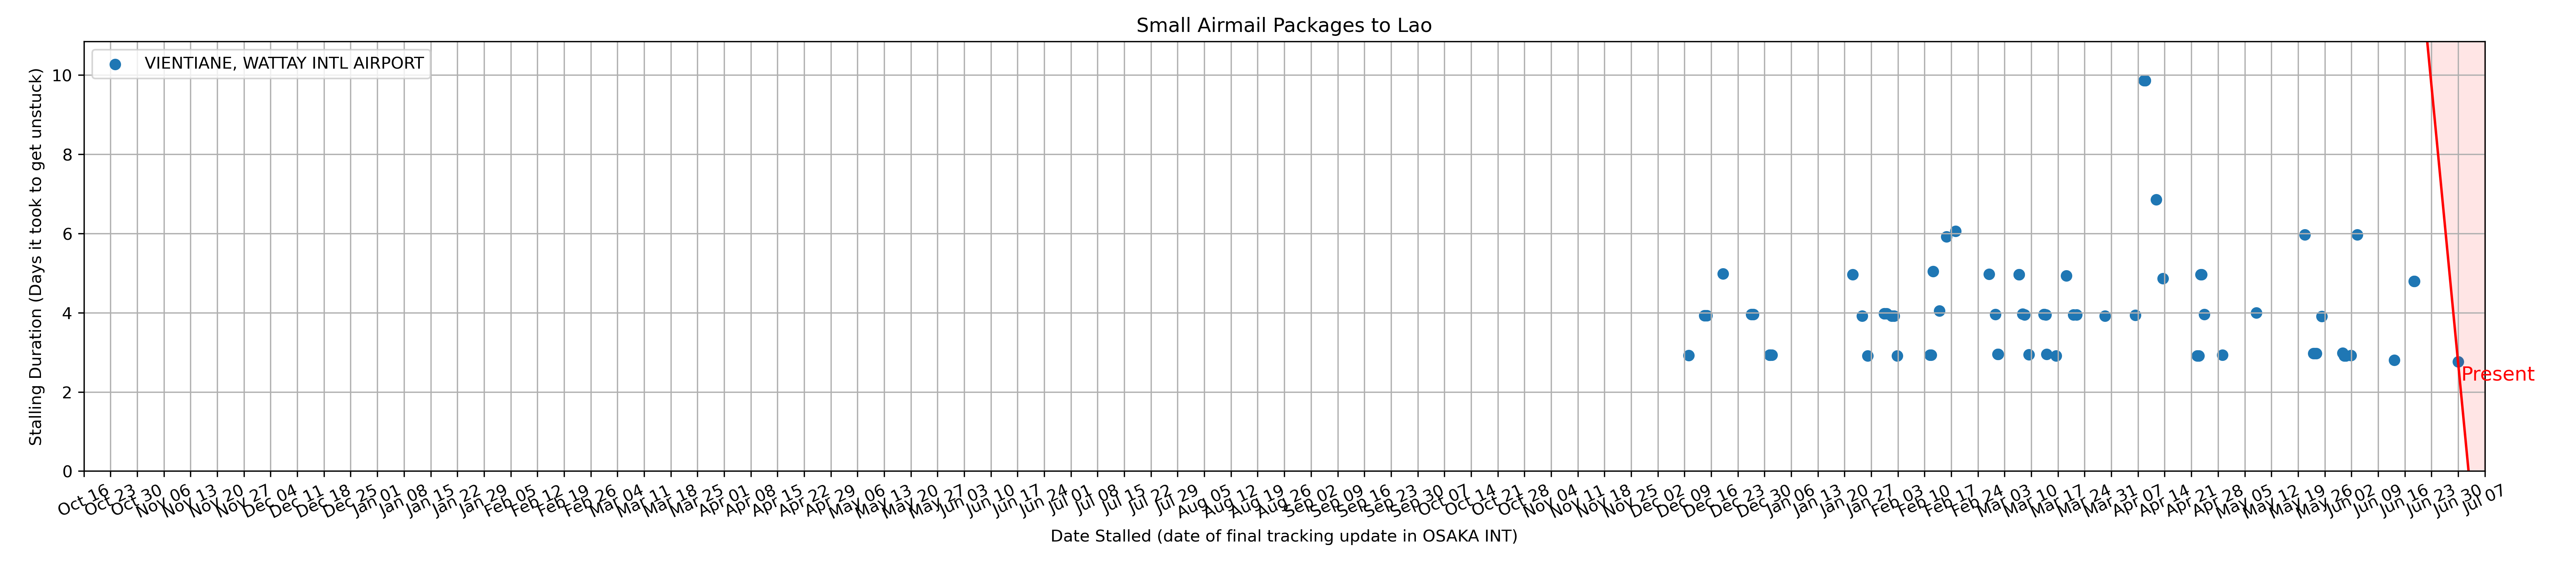 Small Airmail Packages to Lao
VIENTIANE, WATTAY INTL AIRPORT
Stalling Duration (Days it took to get unstuck)
10
8
6
4
2
0
Present
Oct 16
Oct 23
Oct 30
Nov 06
Nov 13
Nov 20
Nov 27
Dec 04
Dec 11
Dec 18
Dec 25
Jan 01
Jan 08
Jan 15
Jan 22
Jan 29
Feb 05
Feb 12
Feb 19
Feb 26
Mar 04
Mar 11
Mar 18
Mar 25
Apr 01
Apr 08
Apr 15
Apr 22
Apr 29
May 06
May 13
May 20
May 27
Jun 03
Jun 10
Jun 17
Jun 24
Jul 01
Jul 08
Jul 15
Jul 22
Jul 29
Aug 05
Aug 12
Aug 19
Aug 26
Sep 02
Sep 09
Sep 16
Sep 23
Sep 30
Oct 07
Oct 14
Oct 21
Oct 28
Nov 04
Nov 11
Nov 18
Nov 25
Dec 02
Dec 09
Dec 16
Dec 23
Dec 30
Jan 06
Jan 13
Jan 20
Jan 27
Feb 03
Feb 10
Feb 17
Feb 24
Mar 03
Mar 10
Mar 17
Mar 24
Mar 31
Apr 07
Apr 14
Apr 21
Apr 28
May 05
May 12
May 19
May 26
Jun 02
Jun 09
Jun 16
Jun 23
Jun 30
Jul 07
Date Stalled (date of final tracking update in OSAKA INT)